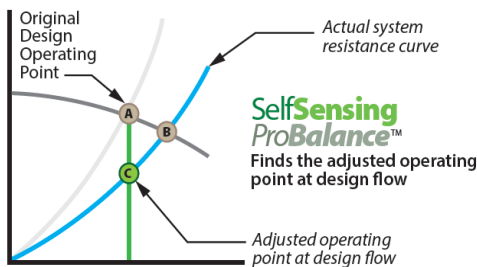 Original
Design
Operating
Point
Actual system
resistance curve
A
B
C
SelfSensing
ProBalance™
Finds the adjusted operating
point at design flow
Adjusted operating
point at design flow